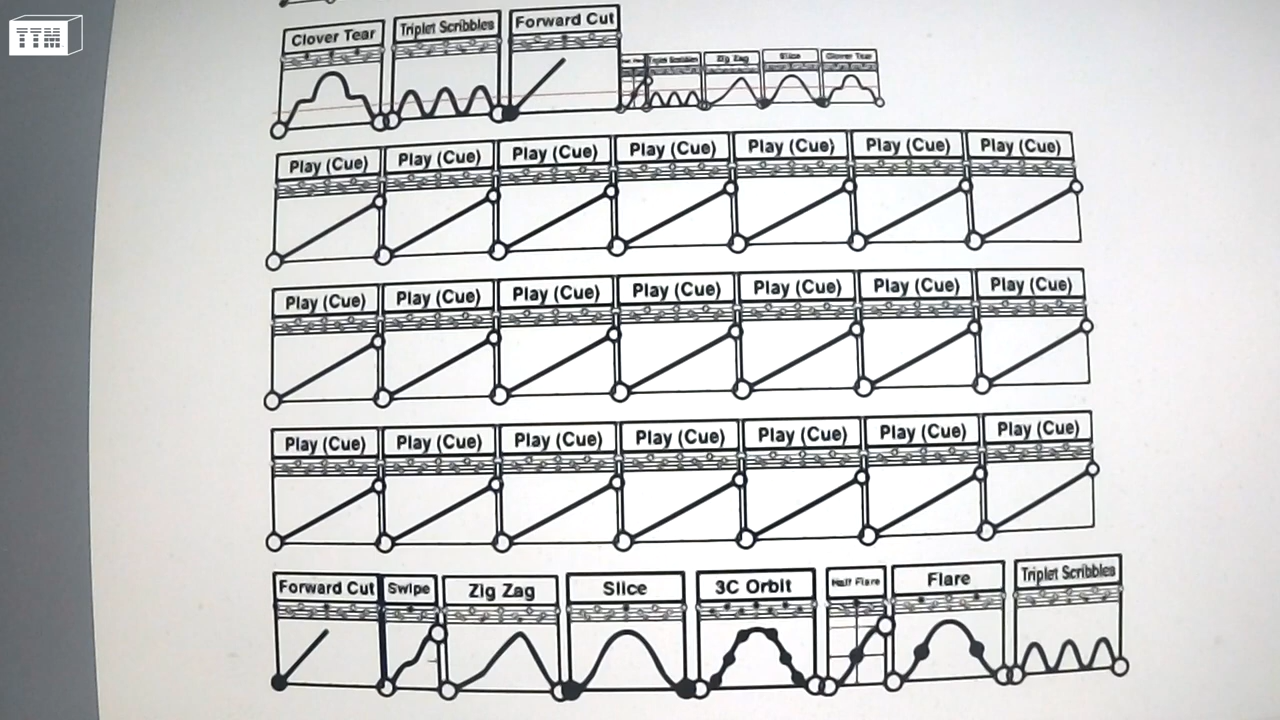 TTM
Clover Tear Triplet Scribbles Forward Cut Triplet Scribbles Zig Zag Slice Clover Tear
Play (Cue) Play (Cue) Play (Cue) Play (Cue) Play (Cue) Play (Cue) Play (Cue)
Play (Cue) Play (Cue) Play (Cue) Play (Cue) Play (Cue) Play (Cue) Play (Cue)
Play (Cue) Play (Cue) Play (Cue) Play (Cue) Play (Cue) Play (Cue) Play (Cue)
Forward Cut Swipe Zig Zag Slice 3C Orbit Half Flare Flare Triplet Scribbles